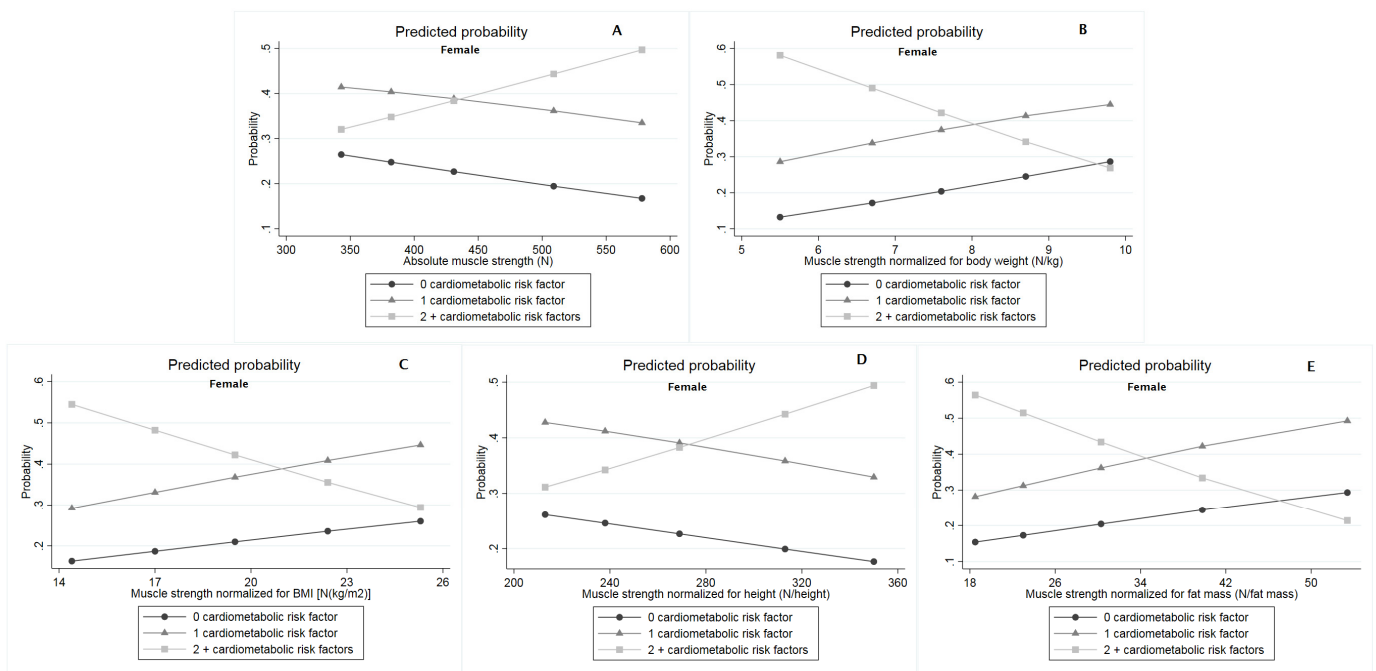 Predicted probability
A
Female
Probability
.5
.4
.3
.2
.1
300 350 400 450 500 550 600
Absolute muscle strength (N)
0 cardiometabolic risk factor
1 cardiometabolic risk factor
2 + cardiometabolic risk factors
Predicted probability
B
Female
Probability
.6
.5
.4
.3
.2
.1
5 6 7 8 9 10
Muscle strength normalized for body weight (N/kg)
0 cardiometabolic risk factor
1 cardiometabolic risk factor
2 + cardiometabolic risk factors
Predicted probability
C
Female
Probability
.6
.5
.4
.3
.2
14 17 20 23 26
Muscle strength normalized for BMI [N(kg/m2)]
0 cardiometabolic risk factor
1 cardiometabolic risk factor
2 + cardiometabolic risk factors
Predicted probability
D
Female
Probability
.5
.4
.3
.2
200 240 280 320 360
Muscle strength normalized for height (N/height)
0 cardiometabolic risk factor
1 cardiometabolic risk factor
2 + cardiometabolic risk factors
Predicted probability
E
Female
Probability
.6
.5
.4
.3
.2
.1
18 26 34 42 50
Muscle strength normalized for fat mass (N/fat mass)
0 cardiometabolic risk factor
1 cardiometabolic risk factor
2 + cardiometabolic risk factors